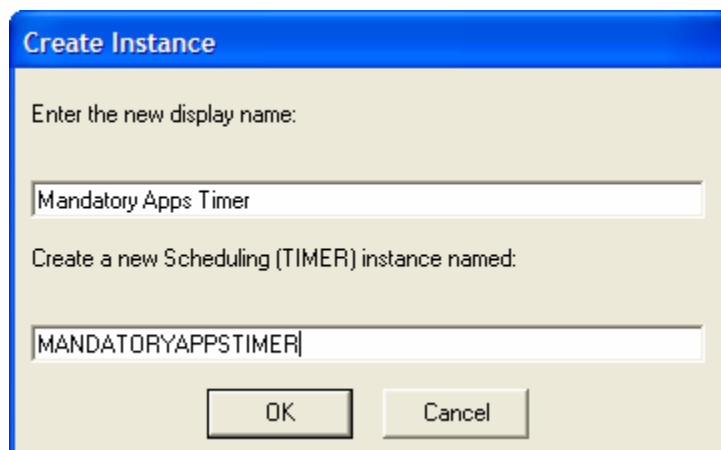 Create Instance
Enter the new display name:
Mandatory Apps Timer
Create a new Scheduling (TIMER) instance named:
MANDATORYAPPSTIMER
OK Cancel